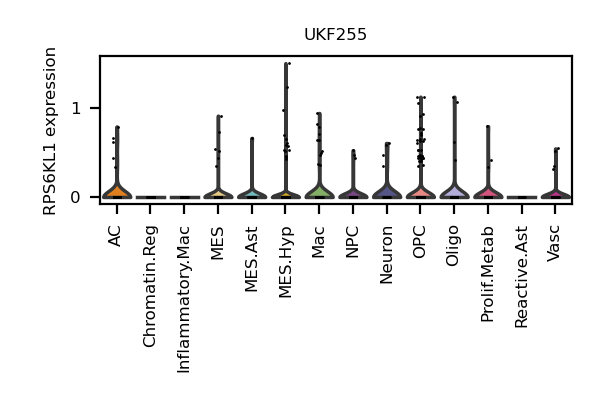 UKF255
RPS6KL1 expression
1
0
AC
Chromatin.Reg
Inflammatory.Mac
MES
MES.Ast
MES.Hyp
Mac
NPC
Neuron
OPC
Oligo
Prolif.Metab
Reactive.Ast
Vasc